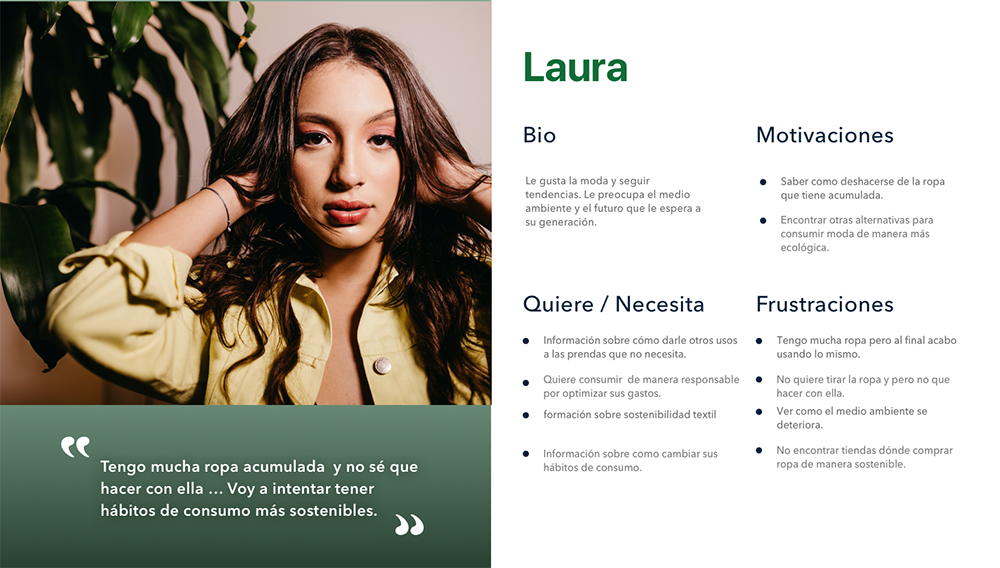 Laura
Bio
Le gusta la moda y seguir
tendencias. Le preocupa el medio
ambiente y el futuro que le espera a
su generación.
Motivaciones
Saber como deshacerse de la ropa
que tiene acumulada.
Encontrar otras alternativas para
consumir moda de manera más
ecológica.
Quiere / Necesita
Información sobre cómo darle otros usos
a las prendas que no necesita.
Quiere consumir de manera responsable
por optimizar sus gastos.
formación sobre sostenibilidad textil
Información sobre como cambiar sus
hábitos de consumo.
Frustraciones
Tengo mucha ropa pero al final acabo
usando lo mismo.
No quiere tirar la ropa y pero no que
hacer con ella.
Ver como el medio ambiente se
deteriora.
No encontrar tiendas dónde comprar
ropa de manera sostenible.
“
Tengo mucha ropa acumulada y no sé que
hacer con ella ... Voy a intentar tener
hábitos de consumo más sostenibles.
”